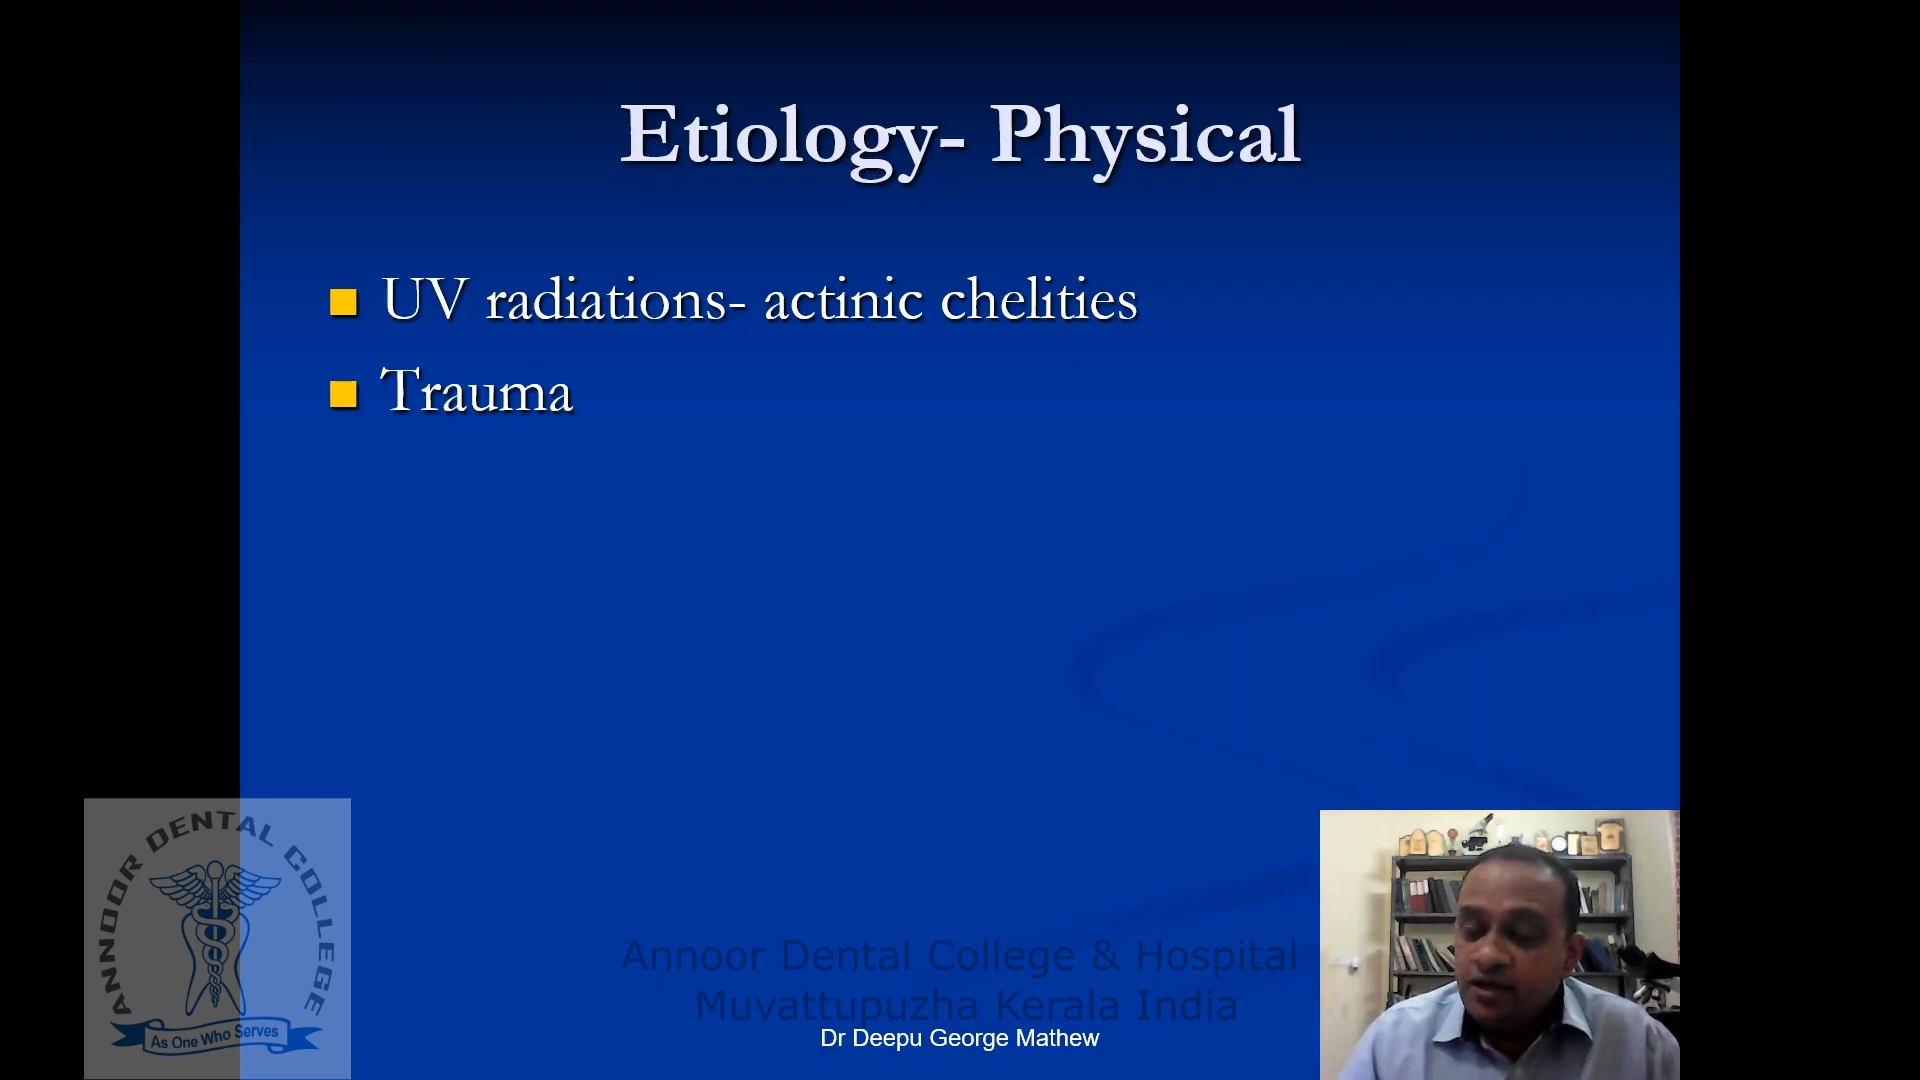 Etiology- Physical
UV radiations- actinic chelities
Trauma
ANNOOR DENTAL COLLEGE
As One Who Serves
Annoor Dental College & Hospital
Muvattupuzha Kerala India
Dr Deepu George Mathew